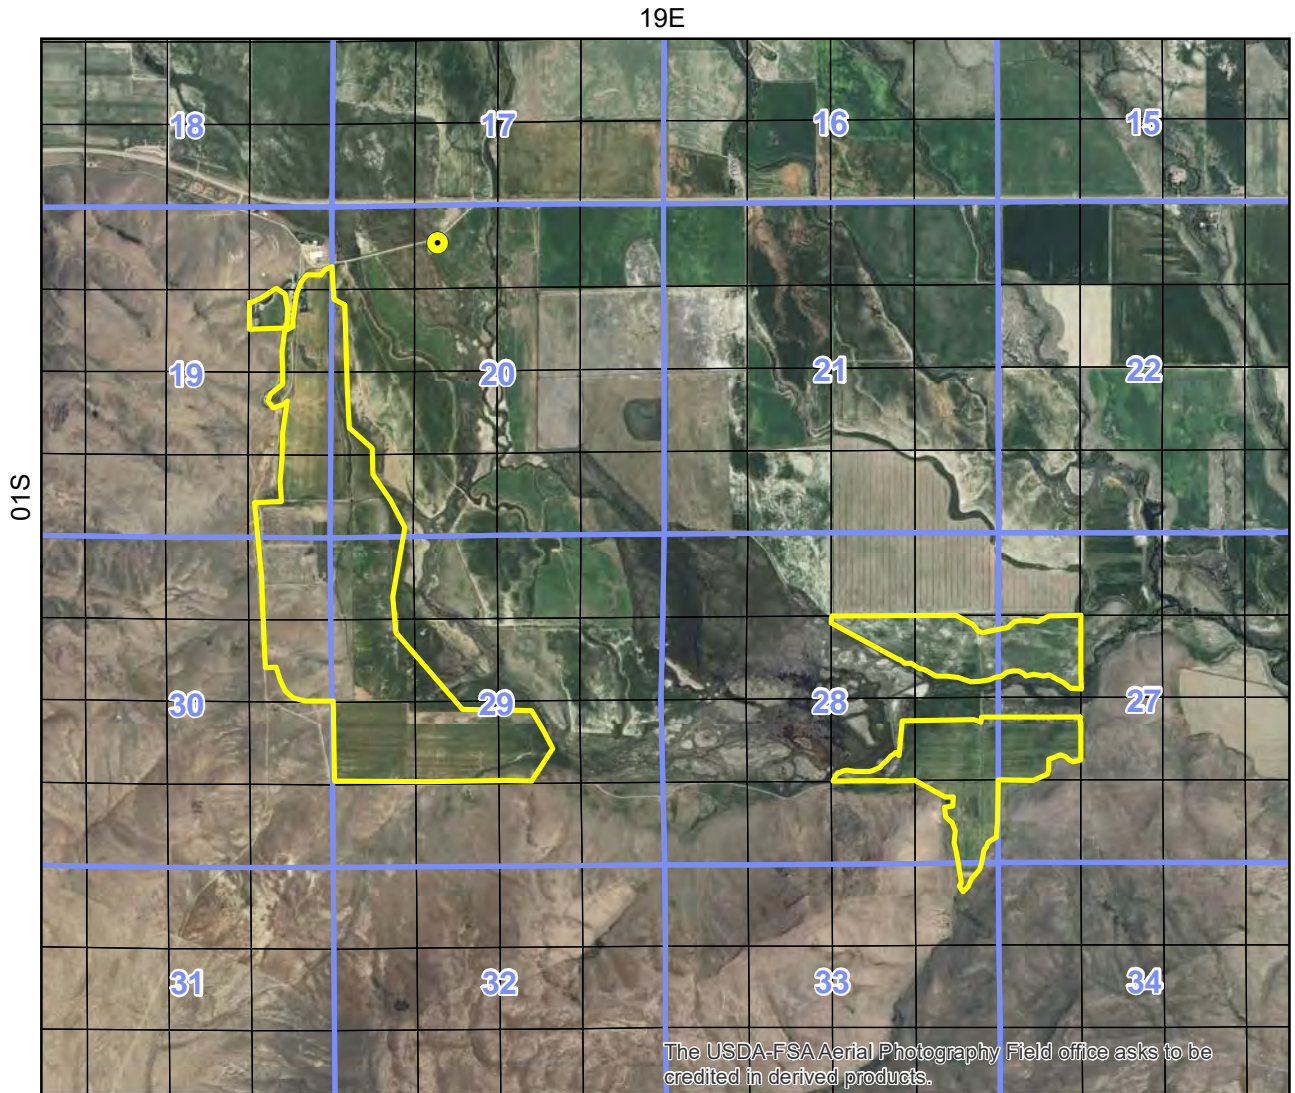 19E
18 17 16 15
19 20 21 22
01S
30 29 28 27
31 32 33 34
The USDA-FSA Aerial Photography Field office asks to be
credited in derived products.